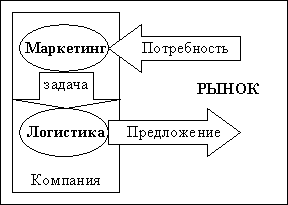 Маркетинг
Потребность
задача
РЫНОК
Логистика
Предложение
Компания